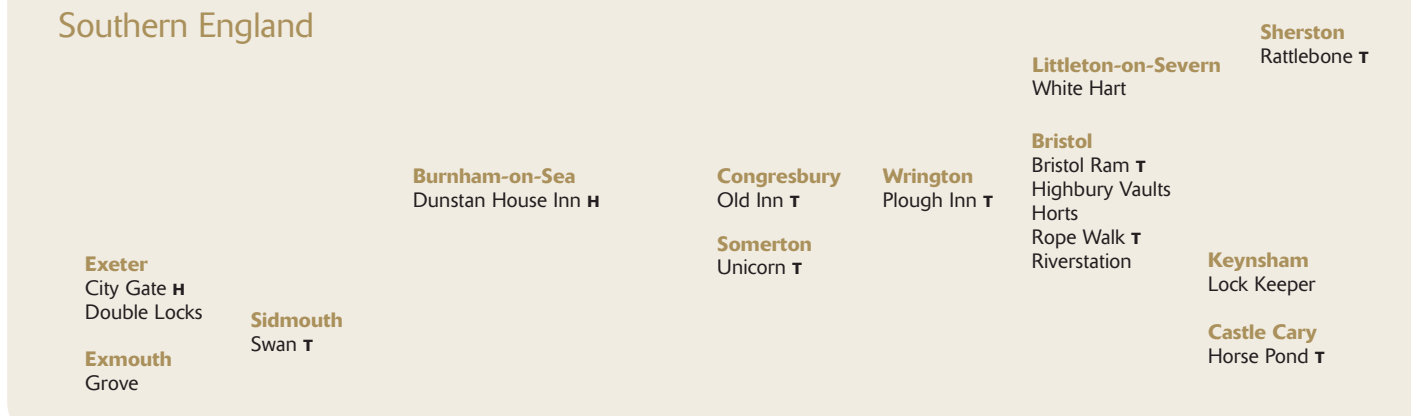 Southern England
Sherston
Rattlebone T
Littleton-on-Severn
White Hart
Bristol
Bristol Ram T
Highbury Vaults
Horts
Rope Walk T
Riverstation
Burnham-on-Sea
Dunstan House Inn H
Congresbury
Old Inn T
Wrington
Plough Inn T
Somerton
Unicorn T
Exeter
City Gate H
Double Locks
Keynsham
Lock Keeper
Sidmouth
Swan T
Castle Cary
Horse Pond T
Exmouth
Grove